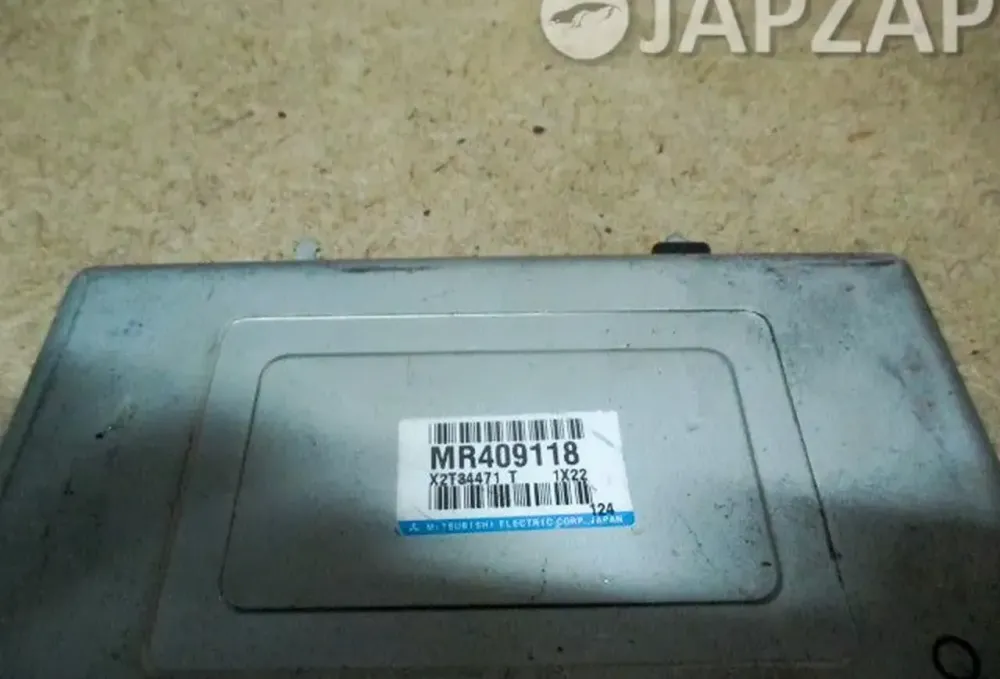 JAPZAP
MR409118
X2T34471 T 1X22
124
MITSUBISHI ELECTRIC CORP., JAPAN